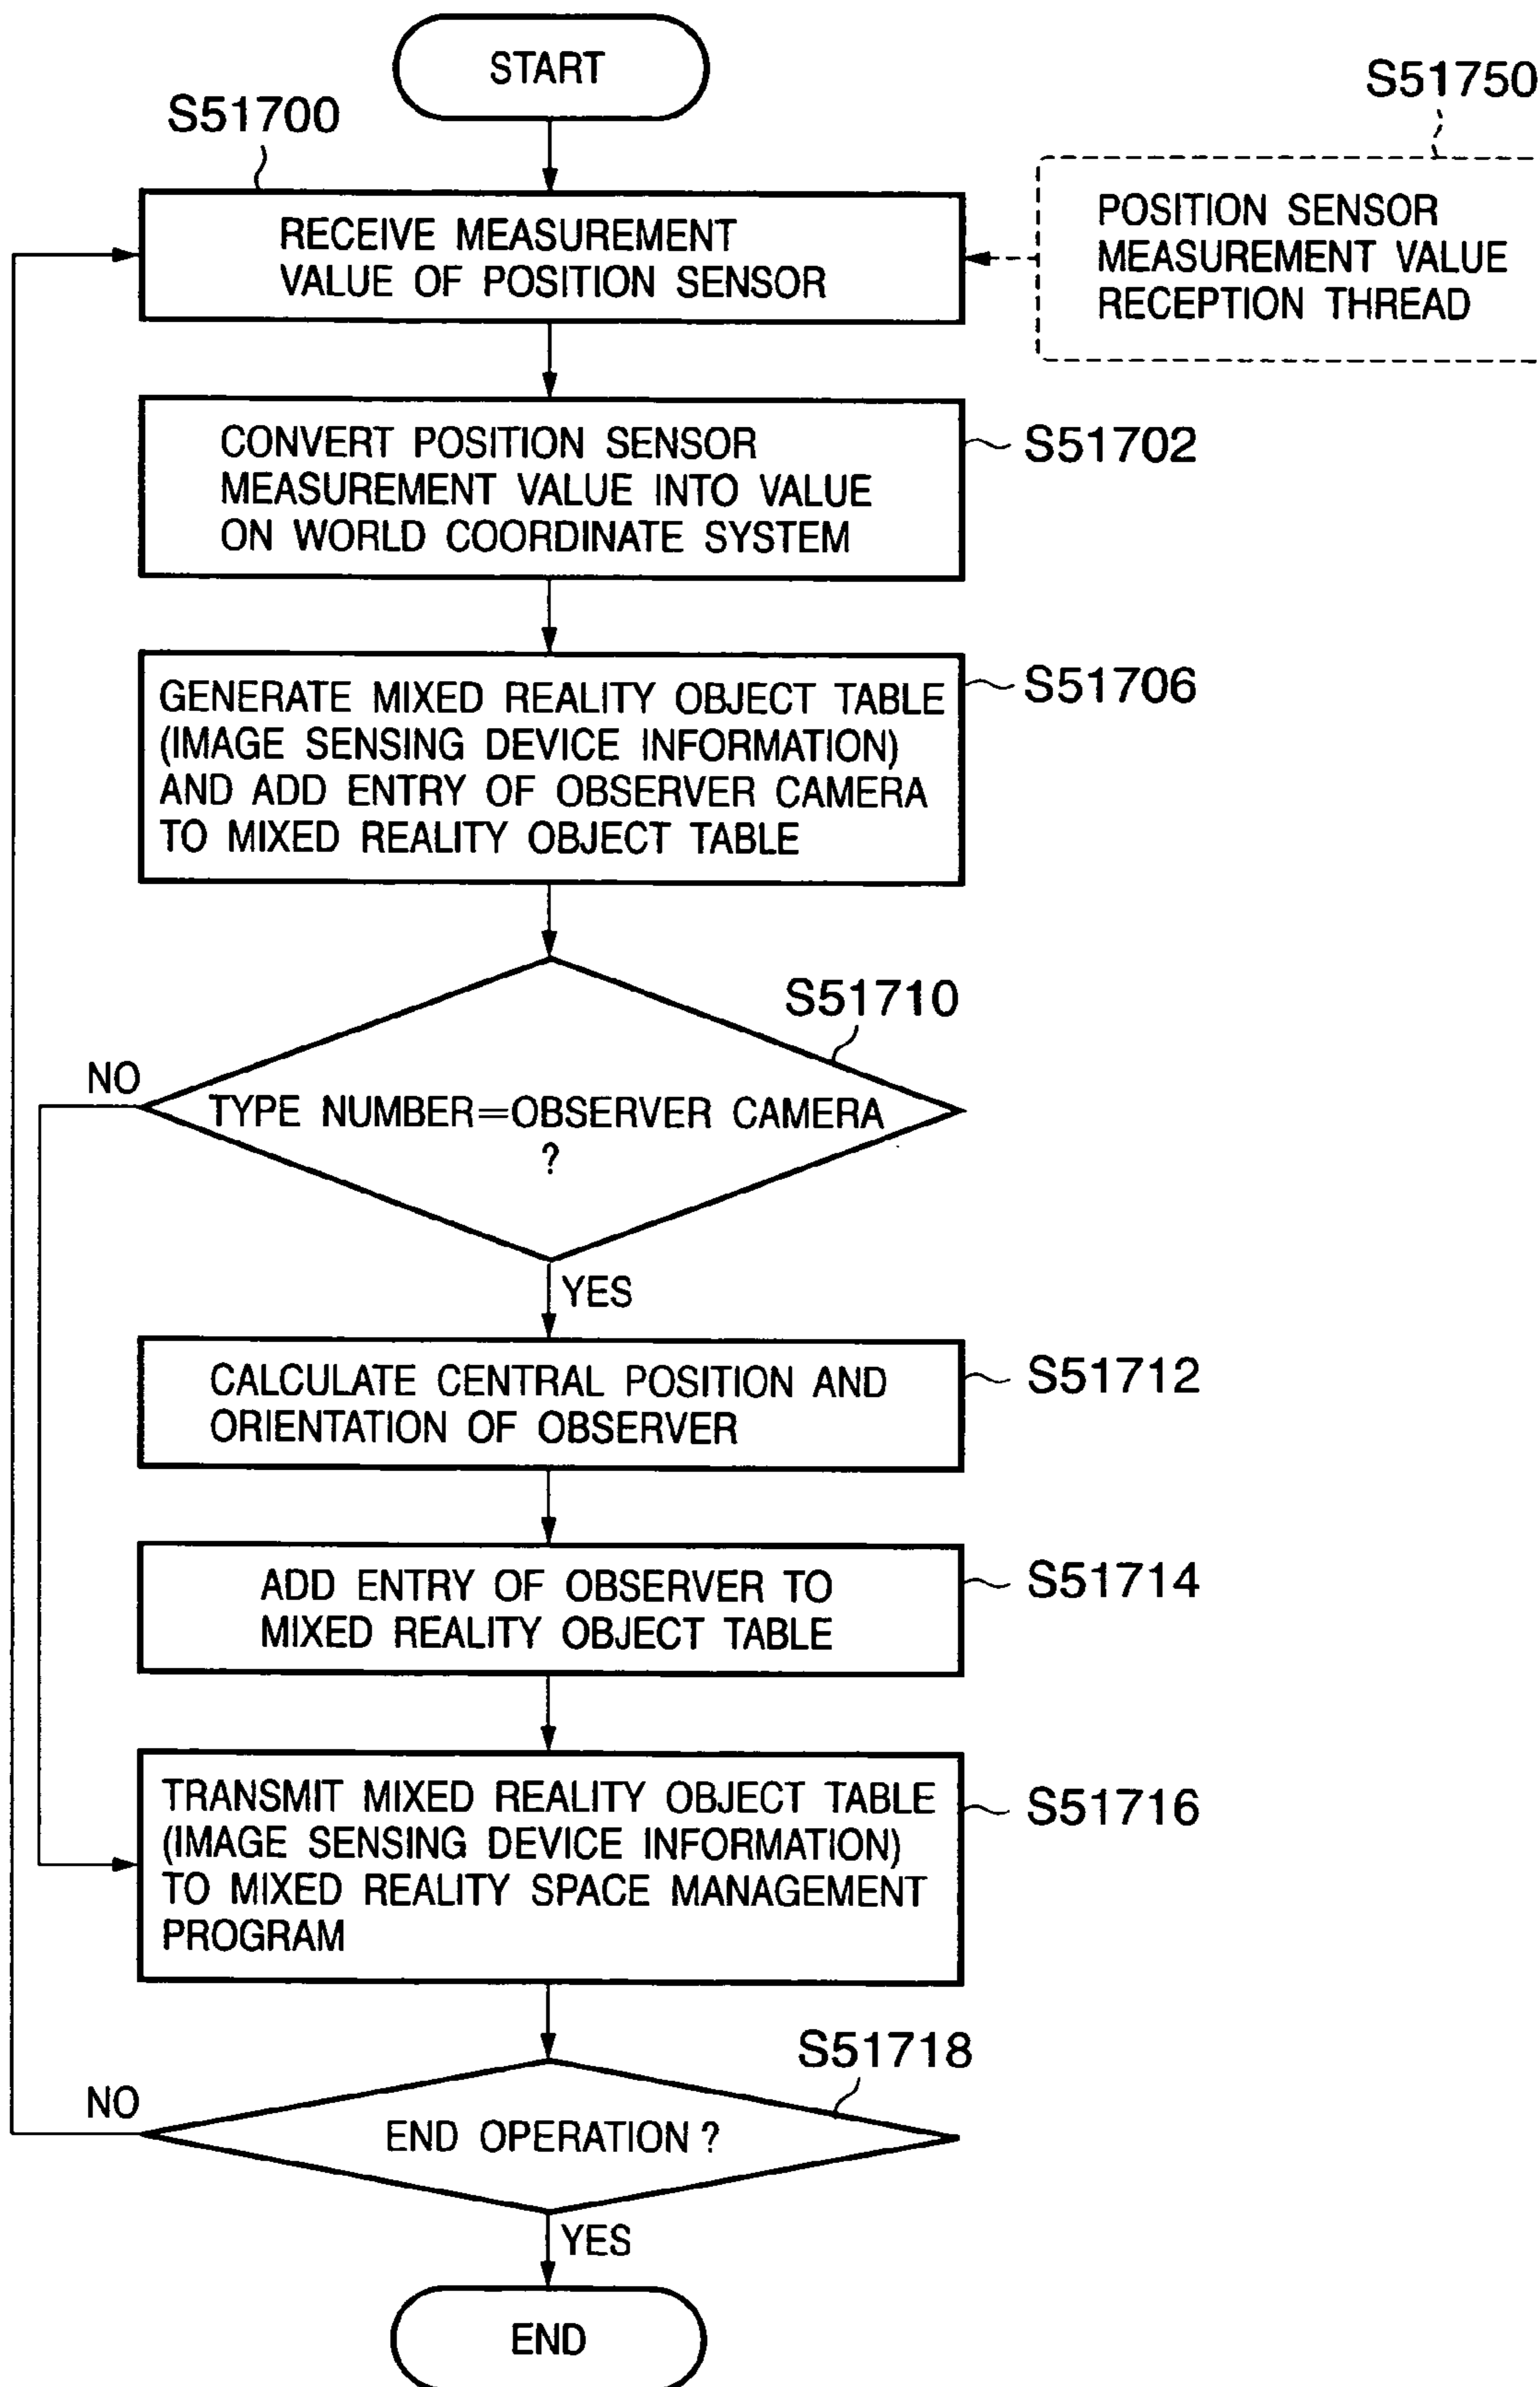 START
S51700
S51750
RECEIVE MEASUREMENT
VALUE OF POSITION SENSOR
POSITION SENSOR
MEASUREMENT VALUE
RECEPTION THREAD
CONVERT POSITION SENSOR
MEASUREMENT VALUE INTO VALUE
ON WORLD COORDINATE SYSTEM
S51702
GENERATE MIXED REALITY OBJECT TABLE
(IMAGE SENSING DEVICE INFORMATION)
AND ADD ENTRY OF OBSERVER CAMERA
TO MIXED REALITY OBJECT TABLE
S51706
S51710
NO
TYPE NUMBER=OBSERVER CAMERA
?
YES
CALCULATE CENTRAL POSITION AND
ORIENTATION OF OBSERVER
S51712
ADD ENTRY OF OBSERVER TO
MIXED REALITY OBJECT TABLE
S51714
TRANSMIT MIXED REALITY OBJECT TABLE
(IMAGE SENSING DEVICE INFORMATION)
TO MIXED REALITY SPACE MANAGEMENT
PROGRAM
S51716
S51718
NO
END OPERATION ?
YES
END